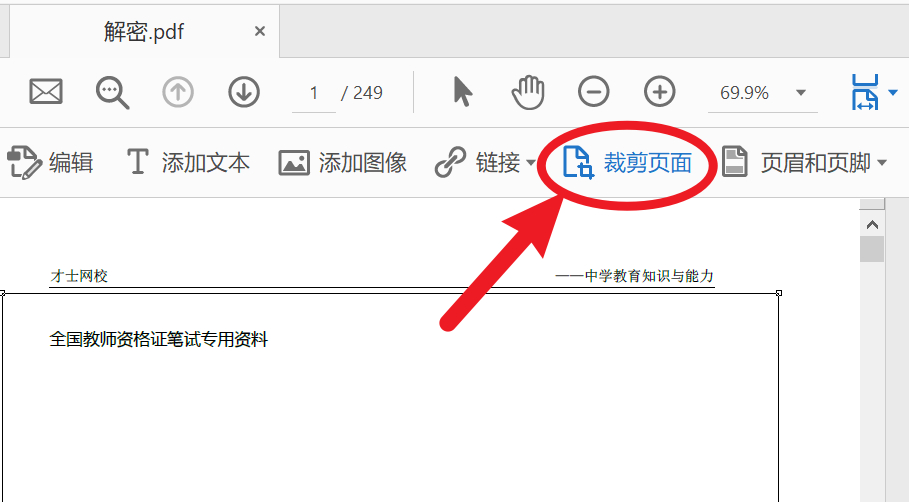 解密.pdf ×
1 / 249 69.9%
编辑 添加文本 添加图像 链接 裁剪页面 页眉和页脚
才士网校 ——中学教育知识与能力
全国教师资格证笔试专用资料